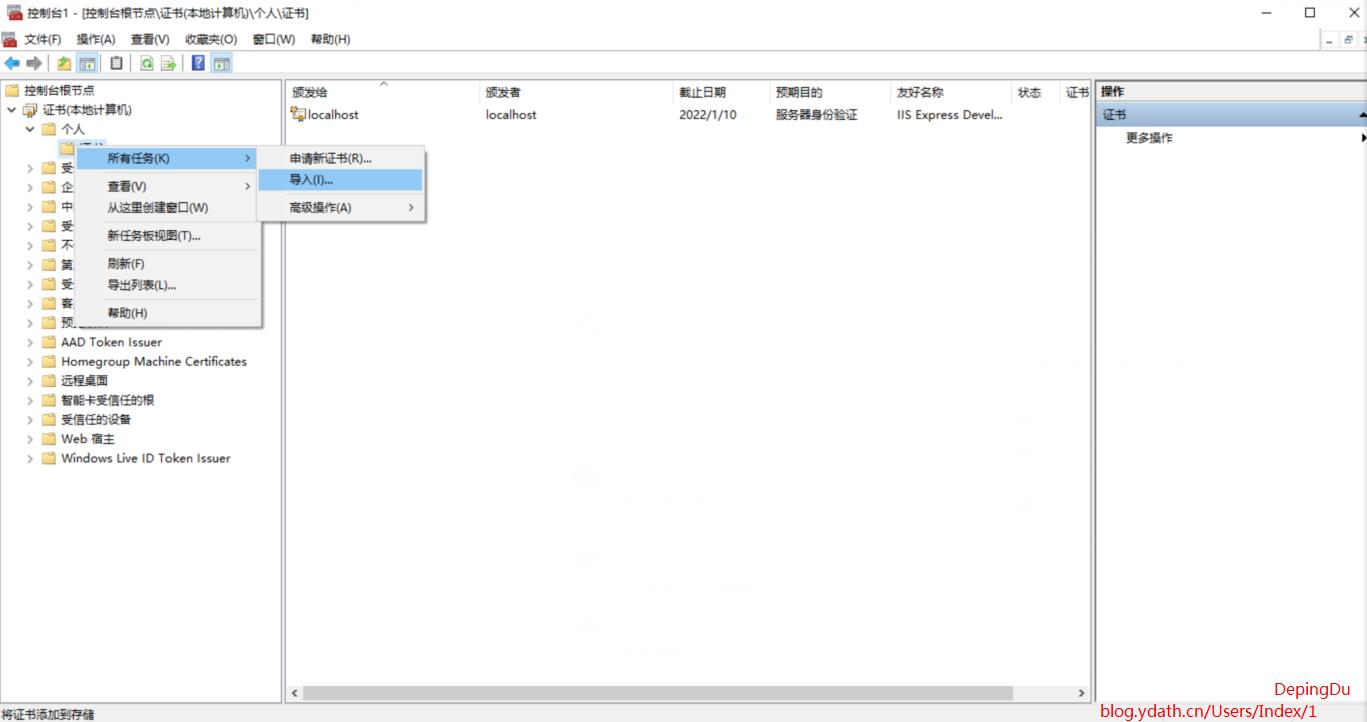 控制台1 - [控制台根节点\证书(本地计算机)\个人\证书]
文件(F) 操作(A) 查看(V) 收藏夹(O) 窗口(W) 帮助(H)
控制台根节点
证书(本地计算机)
个人
受
企
中
受
不
第
受
客
预
AAD Token Issuer
Homegroup Machine Certificates
远程桌面
智能卡受信任的根
受信任的设备
Web 宿主
Windows Live ID Token Issuer
所有任务(K)
查看(V)
从这里创建窗口(W)
新任务板视图(T)...
刷新(F)
导出列表(L)...
帮助(H)
申请新证书(R)...
导入(I)...
高级操作(A)
颁发给 颁发者 截止日期 预期目的 友好名称 状态 证书
localhost localhost 2022/1/10 服务器身份验证 IIS Express Devel...
操作
证书
更多操作
将证书添加到存储
DepingDu
blog.ydath.cn/Users/Index/1